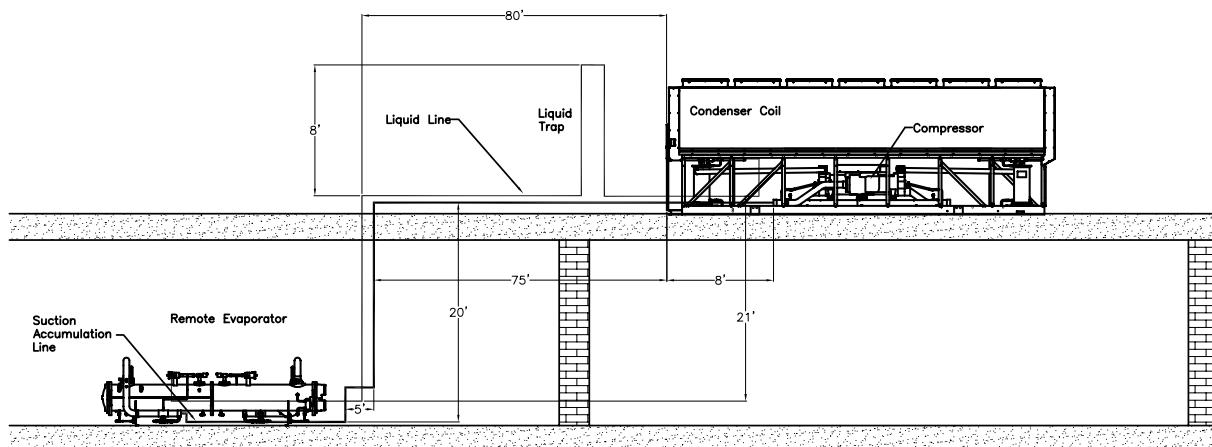 80'
Condenser Coil
Compressor
8'
Liquid Line
Liquid
Trap
75'
8'
20'
21'
Remote Evaporator
Suction
Accumulation
Line
5'